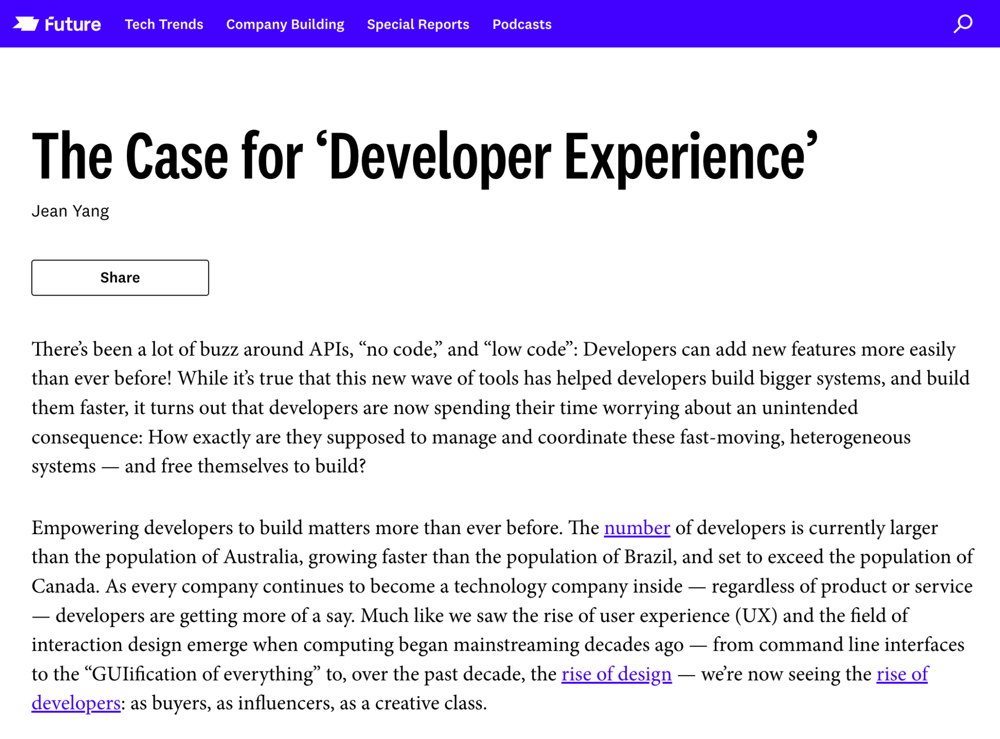 Future Tech Trends Company Building Special Reports Podcasts
The Case for ‘Developer Experience’
Jean Yang
Share
There’s been a lot of buzz around APIs, “no code,” and “low code”: Developers can add new features more easily
than ever before! While it’s true that this new wave of tools has helped developers build bigger systems, and build
them faster, it turns out that developers are now spending their time worrying about an unintended
consequence: How exactly are they supposed to manage and coordinate these fast-moving, heterogeneous
systems — and free themselves to build?
Empowering developers to build matters more than ever before. The number of developers is currently larger
than the population of Australia, growing faster than the population of Brazil, and set to exceed the population of
Canada. As every company continues to become a technology company inside — regardless of product or service
— developers are getting more of a say. Much like we saw the rise of user experience (UX) and the field of
interaction design emerge when computing began mainstreaming decades ago — from command line interfaces
to the “GUIification of everything” to, over the past decade, the rise of design — we’re now seeing the rise of
developers: as buyers, as influencers, as a creative class.